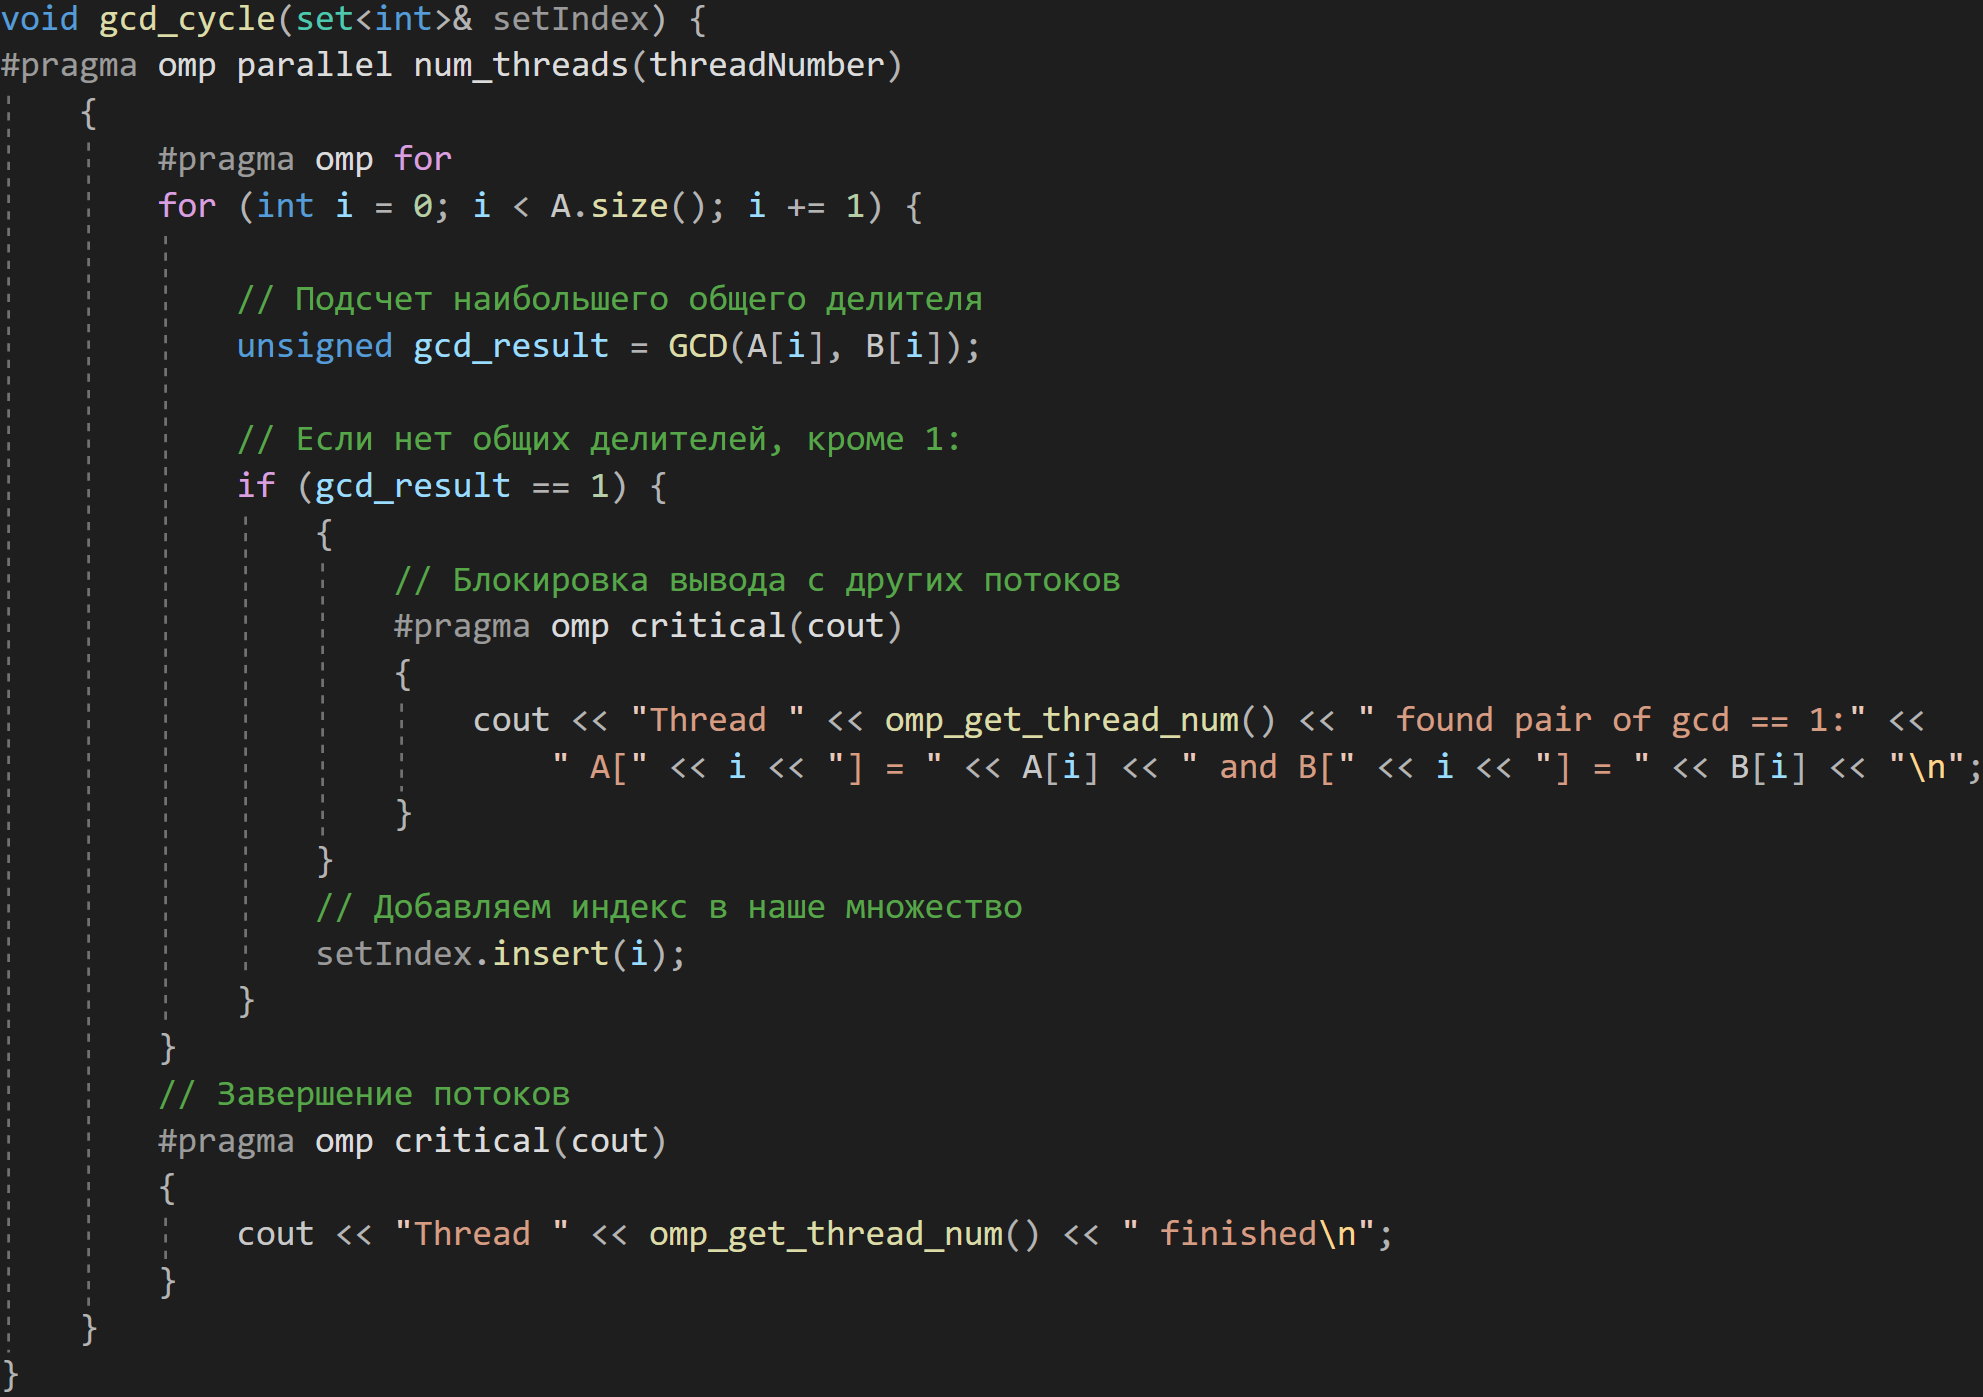 void gcd_cycle(set<int>& setIndex) {
#pragma omp parallel num_threads(threadNumber)
{
#pragma omp for
for (int i = 0; i < A.size(); i += 1) {
// Подсчет наибольшего общего делителя
unsigned gcd_result = GCD(A[i], B[i]);
// Если нет общих делителей, кроме 1:
if (gcd_result == 1) {
{
// Блокировка вывода с других потоков
#pragma omp critical(cout)
{
cout << "Thread " << omp_get_thread_num() << " found pair of gcd == 1:" <<
" A[" << i << "] = " << A[i] << " and B[" << i << "] = " << B[i] << "\n";
}
}
// Добавляем индекс в наше множество
setIndex.insert(i);
}
}
// Завершение потоков
#pragma omp critical(cout)
{
cout << "Thread " << omp_get_thread_num() << " finished\n";
}
}
}